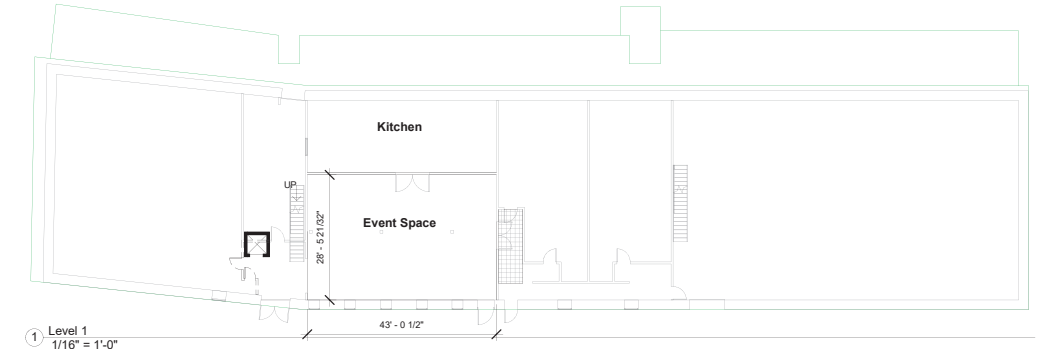 Kitchen
UP
Event Space
28' - 5 21/32"
43' - 0 1/2"
1 Level 1
1/16" = 1'-0"